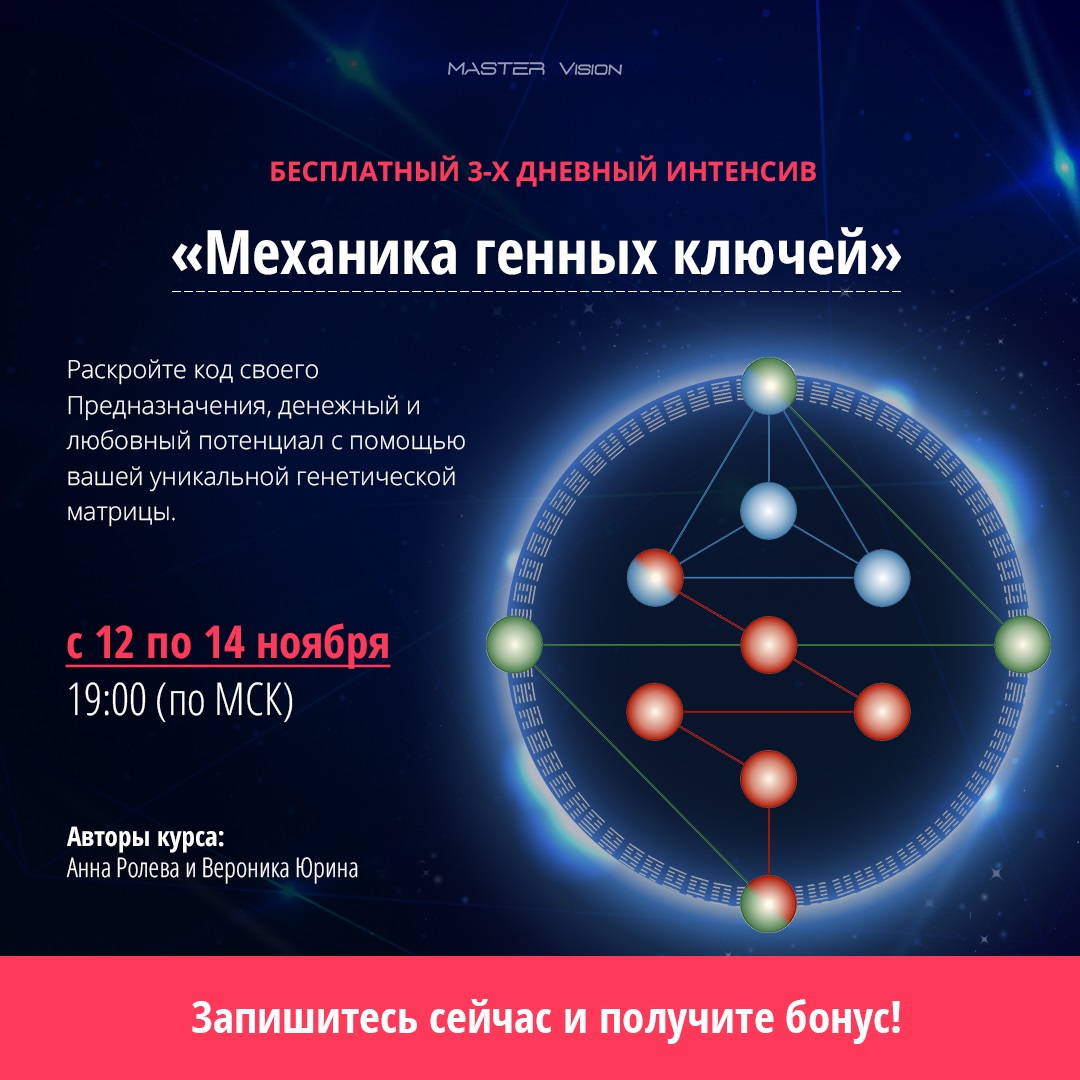 MASTER Vision
БЕСПЛАТНЫЙ 3-Х ДНЕВНЫЙ ИНТЕНСИВ
«Механика генных ключей»
Раскройте код своего
Предназначения, денежный и
любовный потенциал с помощью
вашей уникальной генетической
матрицы.
с 12 по 14 ноября
19:00 (по МСК)
Авторы курса:
Анна Ролева и Вероника Юрина
Запишитесь сейчас и получите бонус!